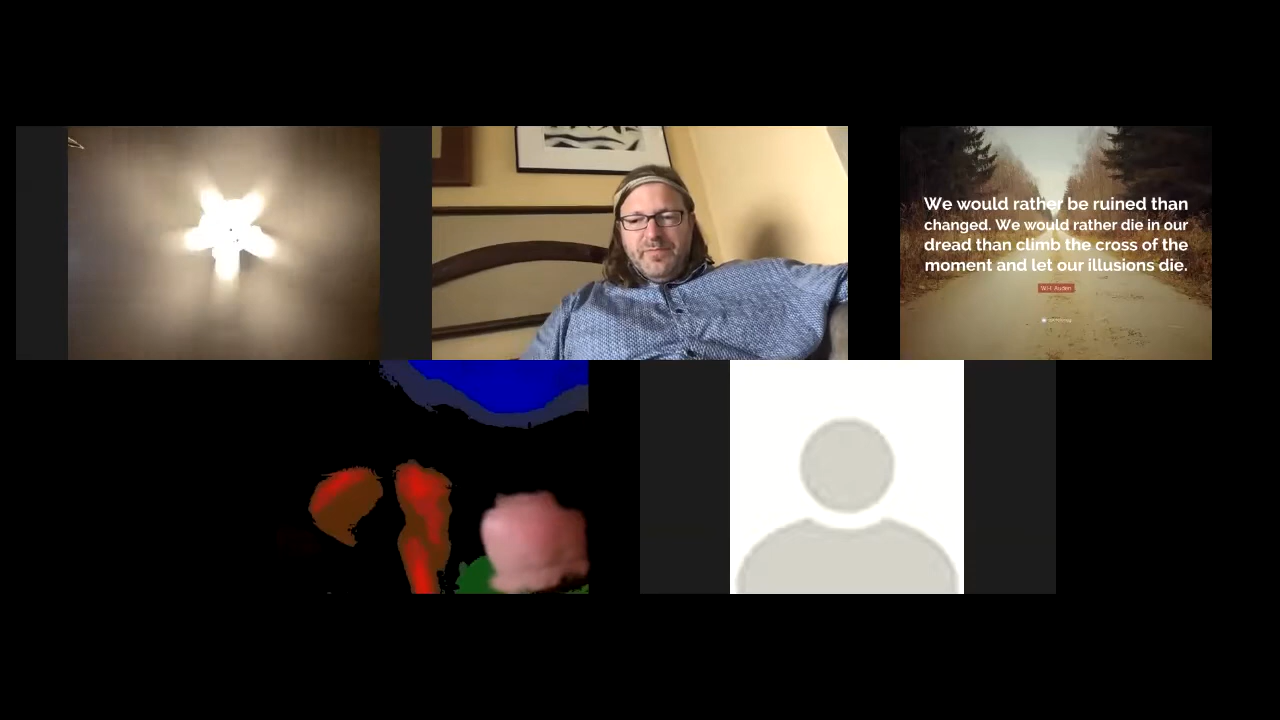 We would rather be ruined than
changed. We would rather die in our
dread than climb the cross of the
moment and let our illusions die.
W.H. Auden